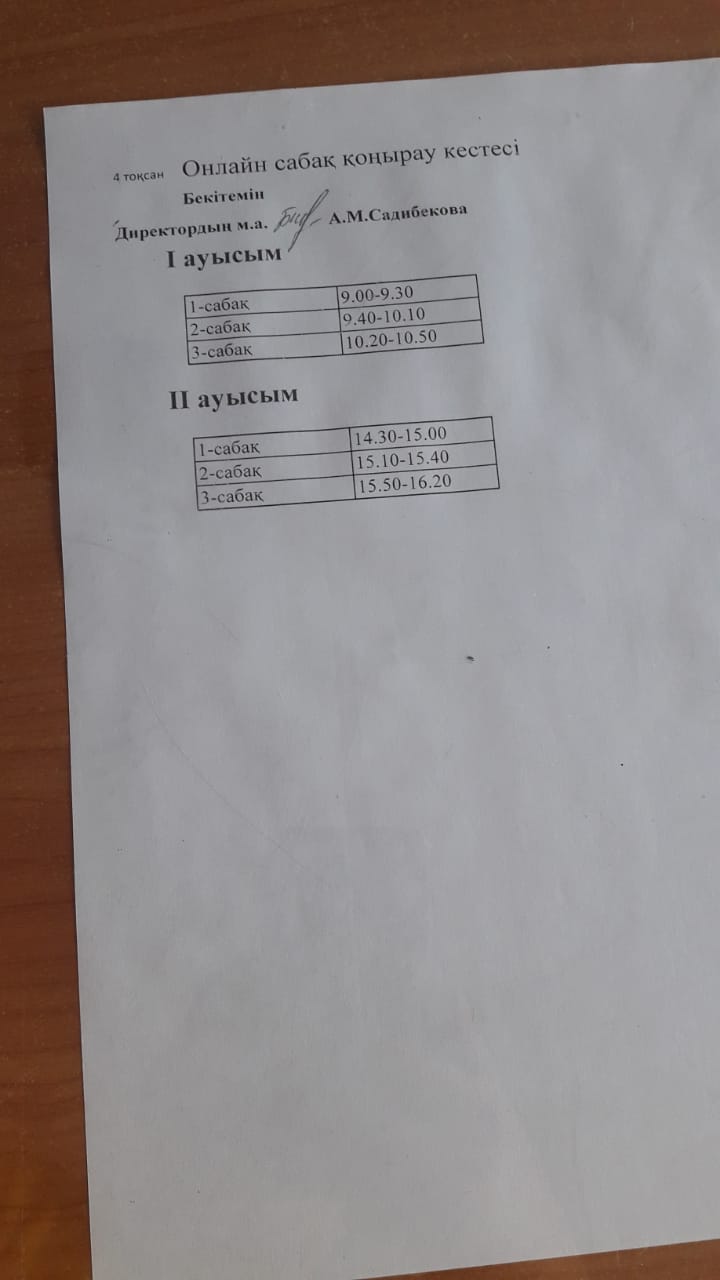 4 тоқсан Онлайн сабақ қоңырау кестесі
Бекітемін
Директордың м.а. А.М.Садибекова
I ауысым
1-сабақ 9.00-9.30
2-сабақ 9.40-10.10
3-сабақ 10.20-10.50
II ауысым
1-сабақ 14.30-15.00
2-сабақ 15.10-15.40
3-сабақ 15.50-16.20